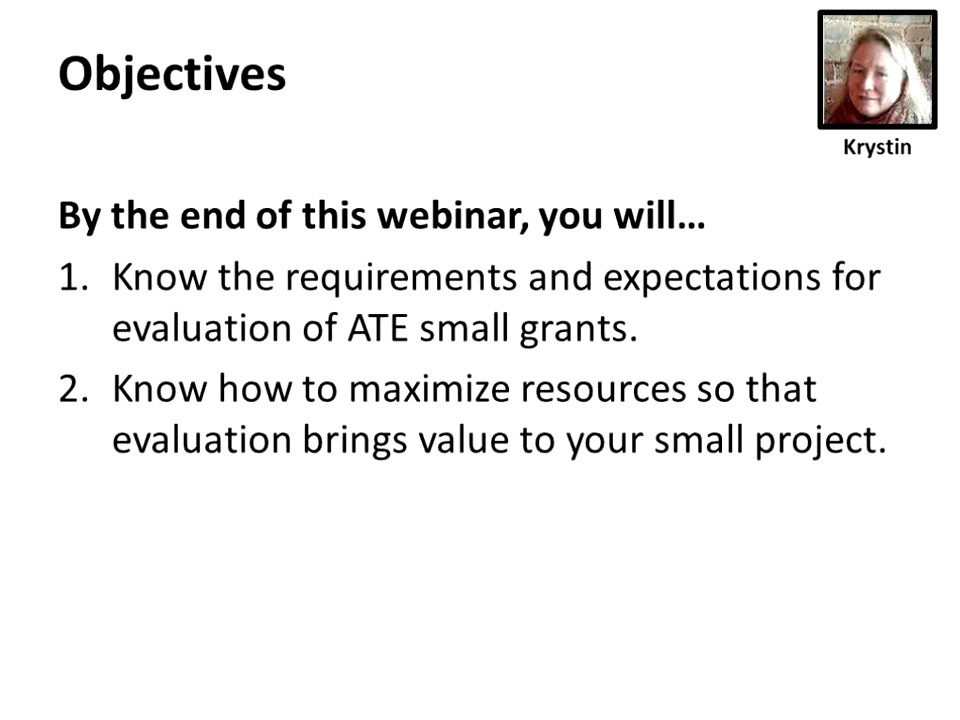 Objectives
Krystin
By the end of this webinar, you will…
1. Know the requirements and expectations for
evaluation of ATE small grants.
2. Know how to maximize resources so that
evaluation brings value to your small project.